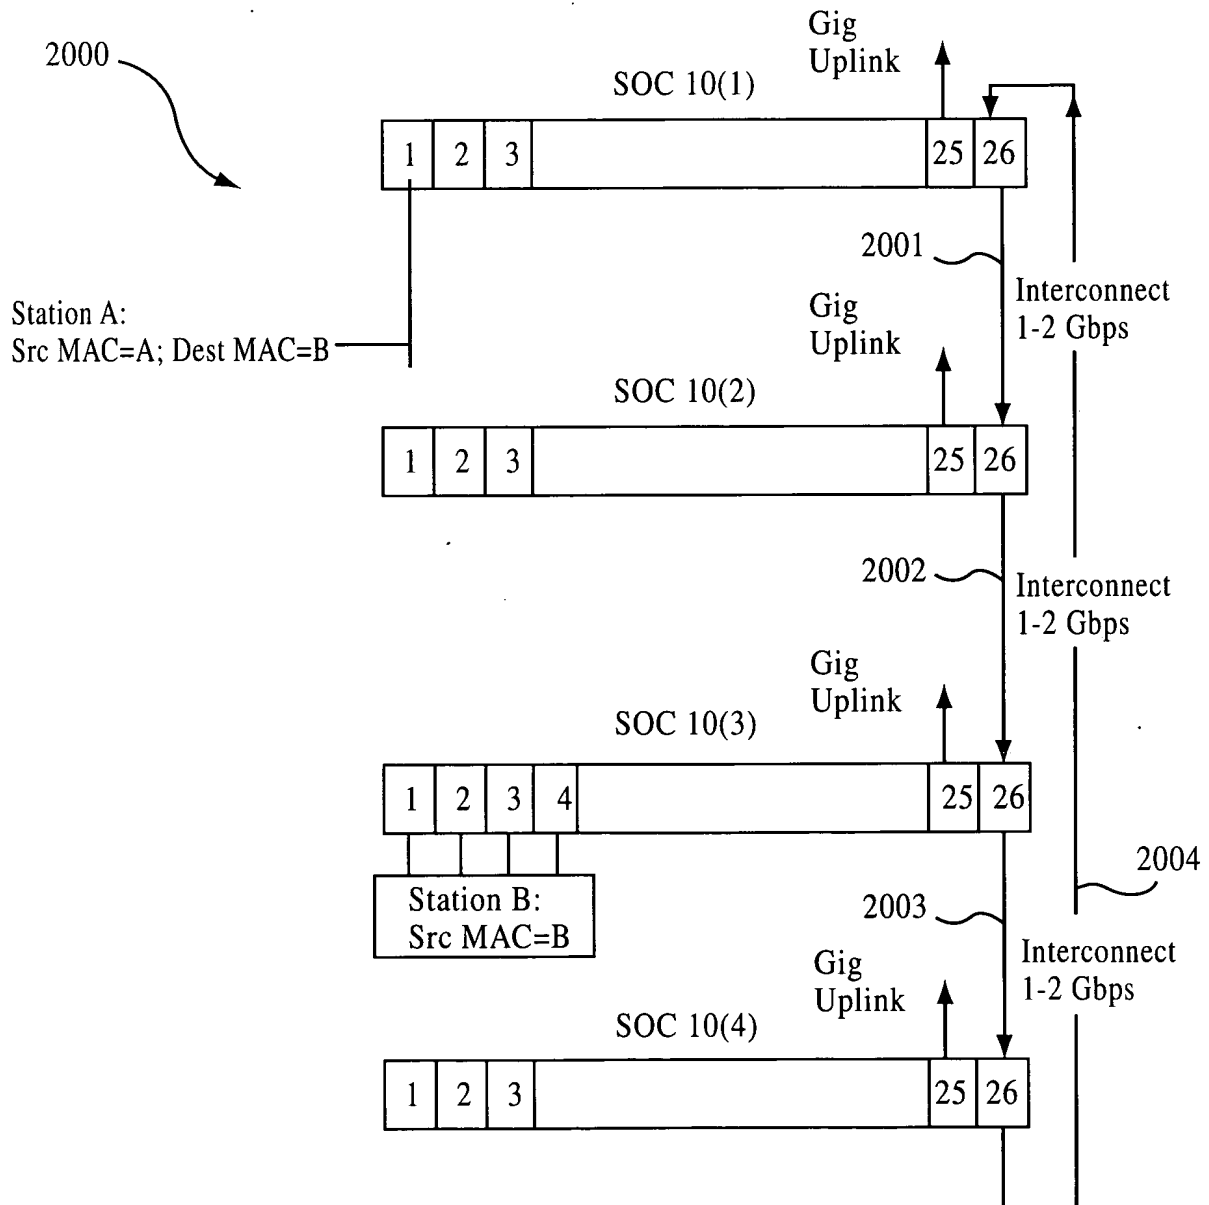 2000
Gig
Uplink
SOC 10(1)
1 2 3 25 26
2001
Interconnect
1-2 Gbps
Station A:
Src MAC=A; Dest MAC=B
Gig
Uplink
SOC 10(2)
1 2 3 25 26
2002
Interconnect
1-2 Gbps
Gig
Uplink
SOC 10(3)
1 2 3 4 25 26
Station B:
Src MAC=B
2003
2004
Interconnect
1-2 Gbps
Gig
Uplink
SOC 10(4)
1 2 3 25 26